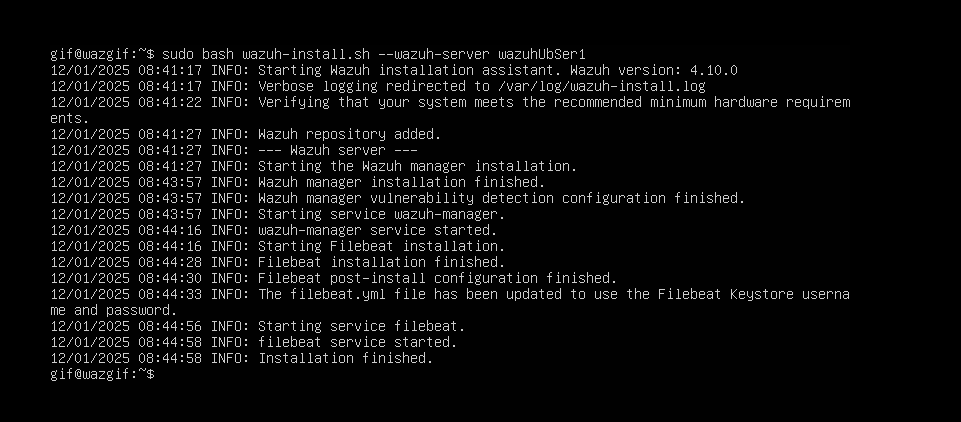 gif@wazgif:~$ sudo bash wazuh-install.sh --wazuh-server wazuhUbSer1
12/01/2025 08:41:17 INFO: Starting Wazuh installation assistant. Wazuh version: 4.10.0
12/01/2025 08:41:17 INFO: Verbose logging redirected to /var/log/wazuh-install.log
12/01/2025 08:41:22 INFO: Verifying that your system meets the recommended minimum hardware requirem
ents.
12/01/2025 08:41:27 INFO: Wazuh repository added.
12/01/2025 08:41:27 INFO: --- Wazuh server ---
12/01/2025 08:41:27 INFO: Starting the Wazuh manager installation.
12/01/2025 08:43:57 INFO: Wazuh manager installation finished.
12/01/2025 08:43:57 INFO: Wazuh manager vulnerability detection configuration finished.
12/01/2025 08:43:57 INFO: Starting service wazuh-manager.
12/01/2025 08:44:16 INFO: wazuh-manager service started.
12/01/2025 08:44:16 INFO: Starting Filebeat installation.
12/01/2025 08:44:28 INFO: Filebeat installation finished.
12/01/2025 08:44:30 INFO: Filebeat post-install configuration finished.
12/01/2025 08:44:33 INFO: The filebeat.yml file has been updated to use the Filebeat Keystore userna
me and password.
12/01/2025 08:44:56 INFO: Starting service filebeat.
12/01/2025 08:44:58 INFO: filebeat service started.
12/01/2025 08:44:58 INFO: Installation finished.
gif@wazgif:~$